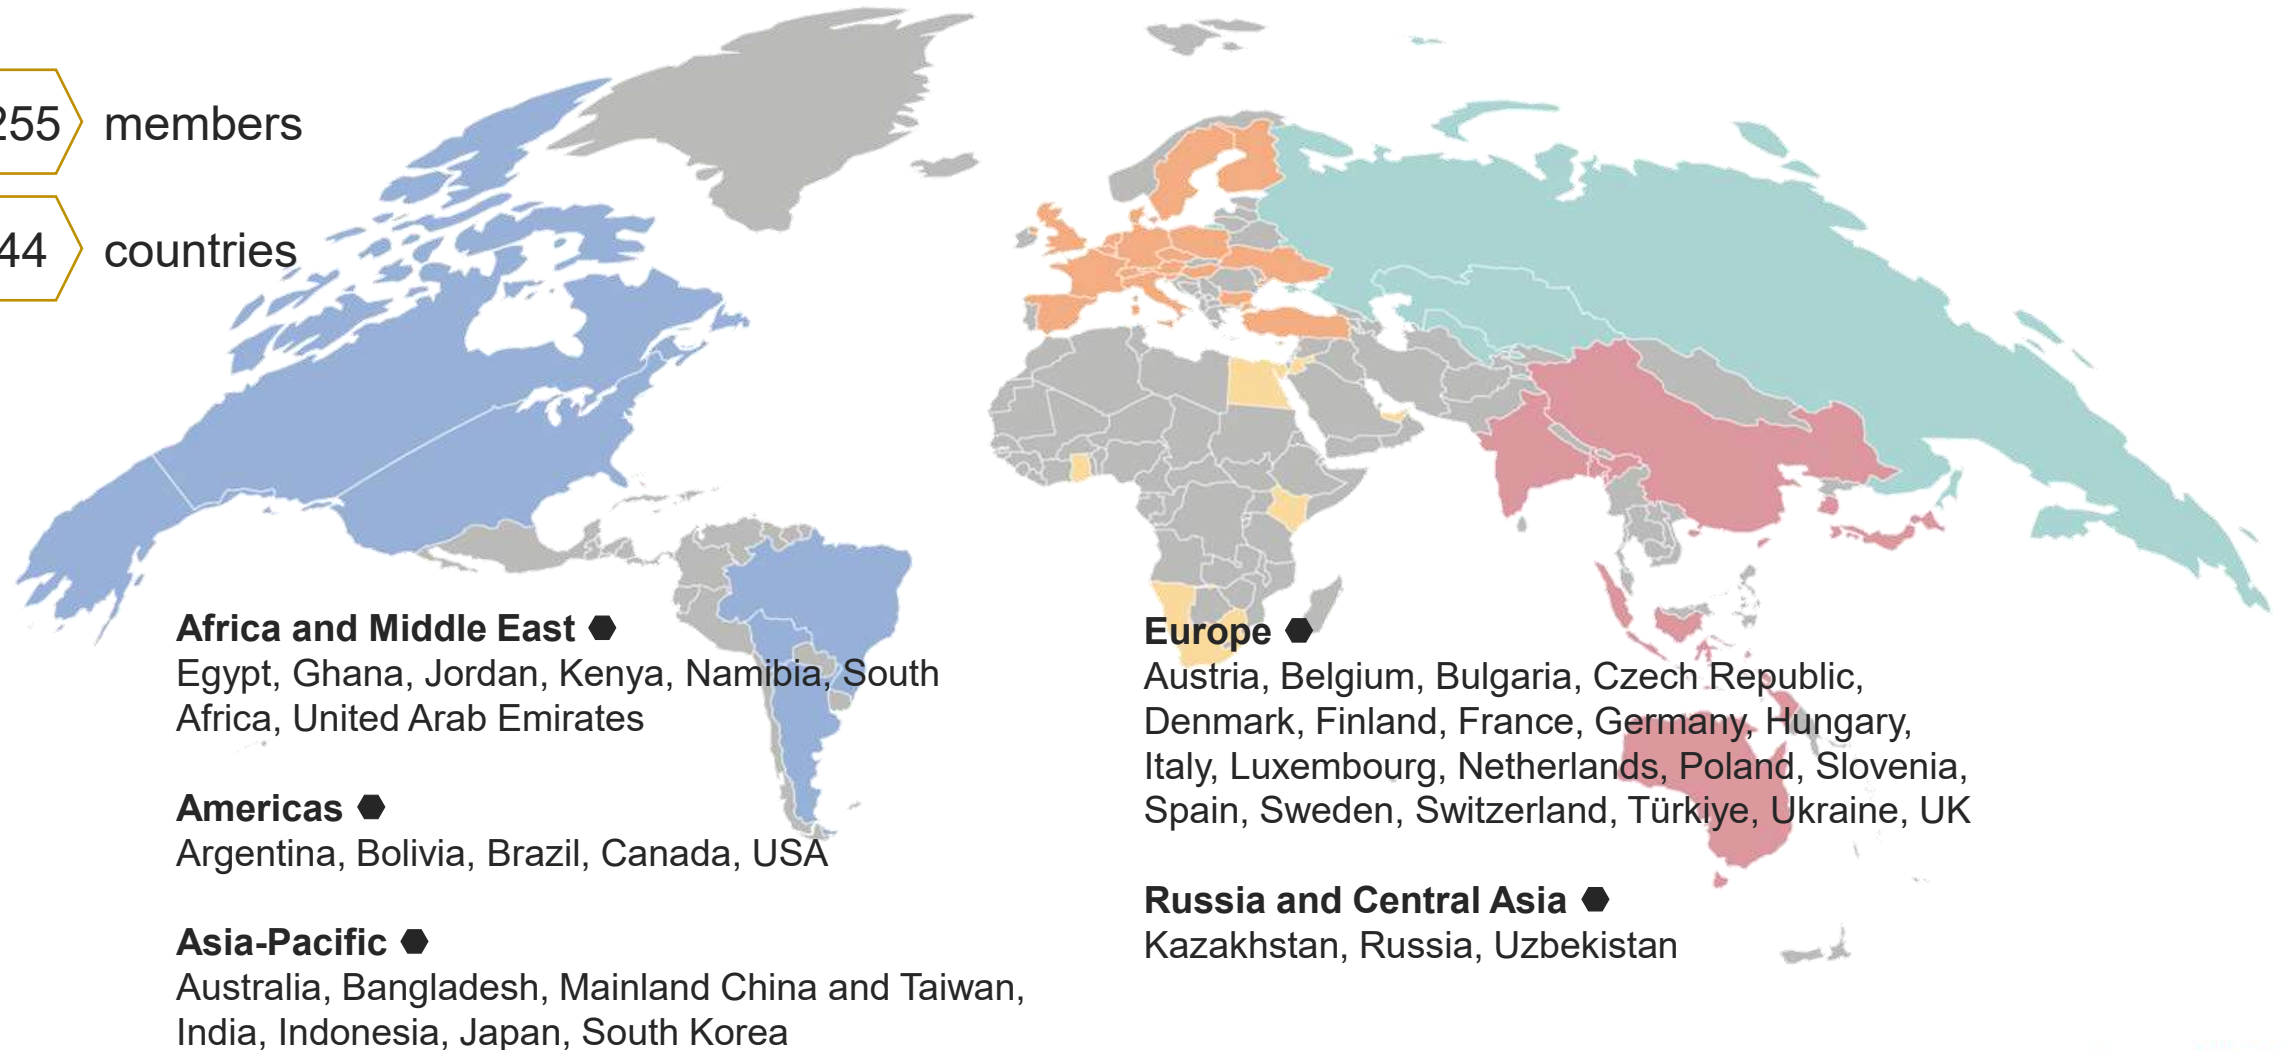 255 members
44 countries
Africa and Middle East
Egypt, Ghana, Jordan, Kenya, Namibia, South
Africa, United Arab Emirates
Americas
Argentina, Bolivia, Brazil, Canada, USA
Asia-Pacific
Australia, Bangladesh, Mainland China and Taiwan,
India, Indonesia, Japan, South Korea
Europe
Austria, Belgium, Bulgaria, Czech Republic,
Denmark, Finland, France, Germany, Hungary,
Italy, Luxembourg, Netherlands, Poland, Slovenia,
Spain, Sweden, Switzerland, Türkiye, Ukraine, UK
Russia and Central Asia
Kazakhstan, Russia, Uzbekistan